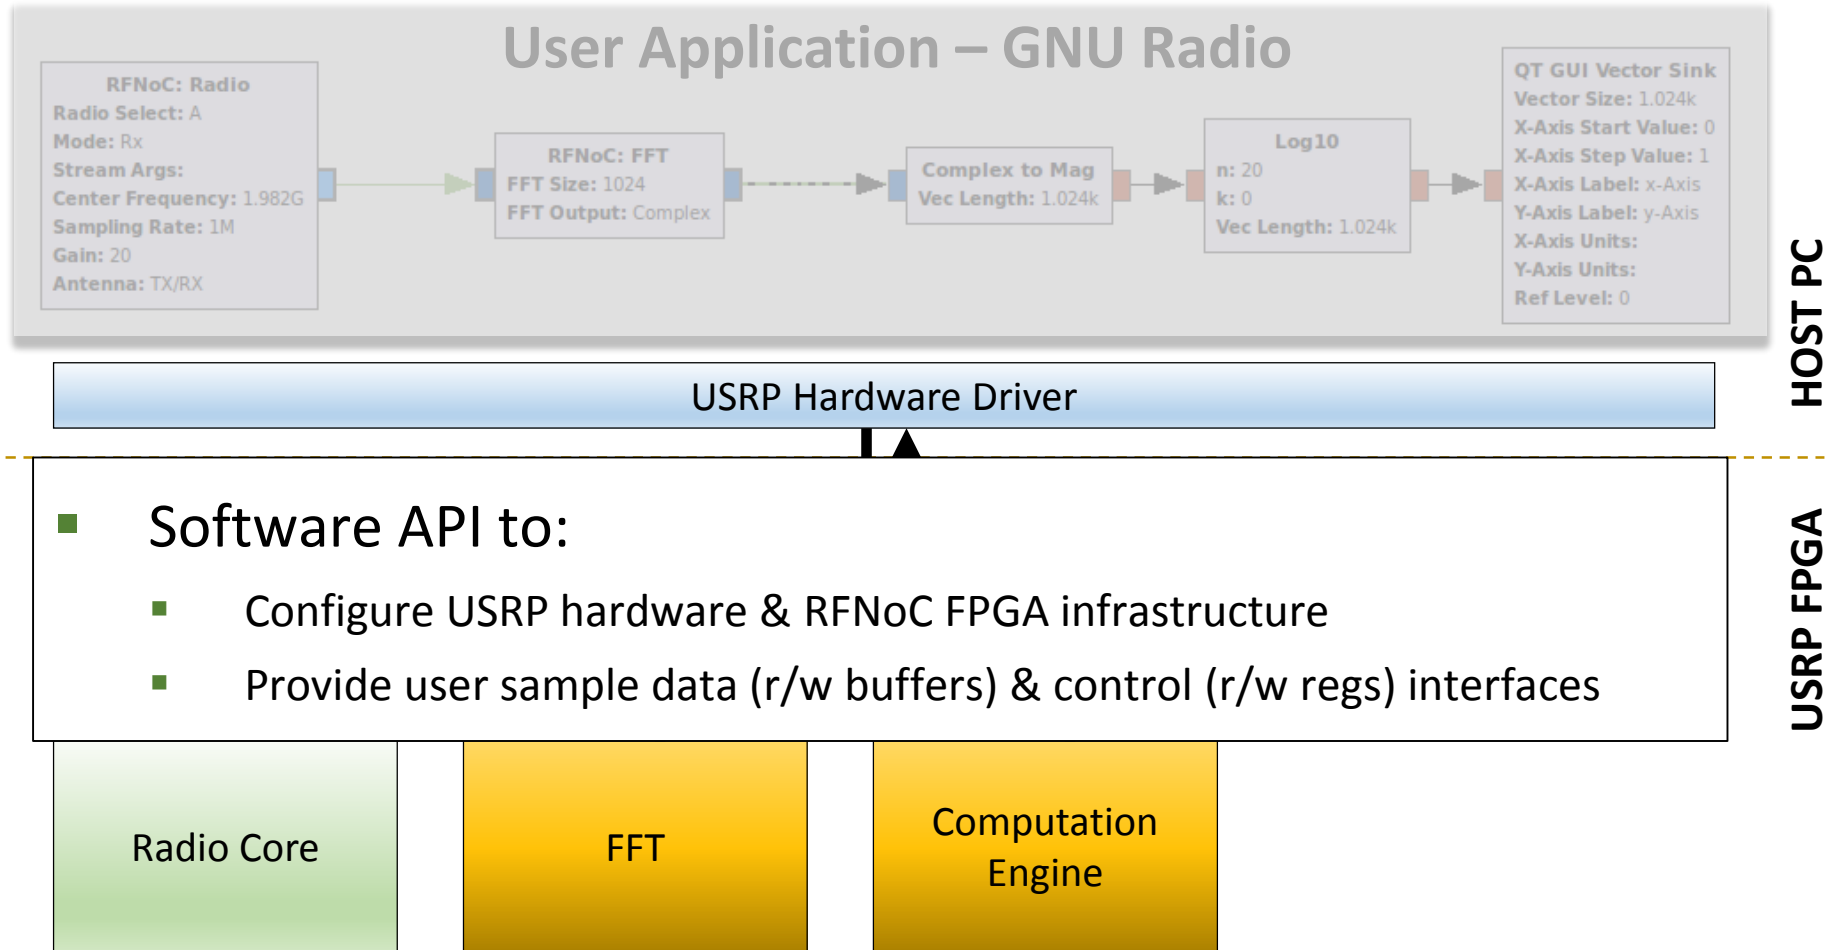 User Application – GNU Radio
RFNoC: Radio
Radio Select: A
Mode: Rx
Stream Args:
Center Frequency: 1.982G
Sampling Rate: 1M
Gain: 20
Antenna: TX/RX
RFNoC: FFT
FFT Size: 1024
FFT Output: Complex
Complex to Mag
Vec Length: 1.024k
Log10
n: 20
k: 0
Vec Length: 1.024k
QT GUI Vector Sink
Vector Size: 1.024k
X-Axis Start Value: 0
X-Axis Step Value: 1
X-Axis Label: x-Axis
Y-Axis Label: y-Axis
X-Axis Units:
Y-Axis Units:
Ref Level: 0
HOST PC
USRP Hardware Driver
Software API to:
Configure USRP hardware & RFNoC FPGA infrastructure
Provide user sample data (r/w buffers) & control (r/w regs) interfaces
USRP FPGA
Radio Core
FFT
Computation
Engine